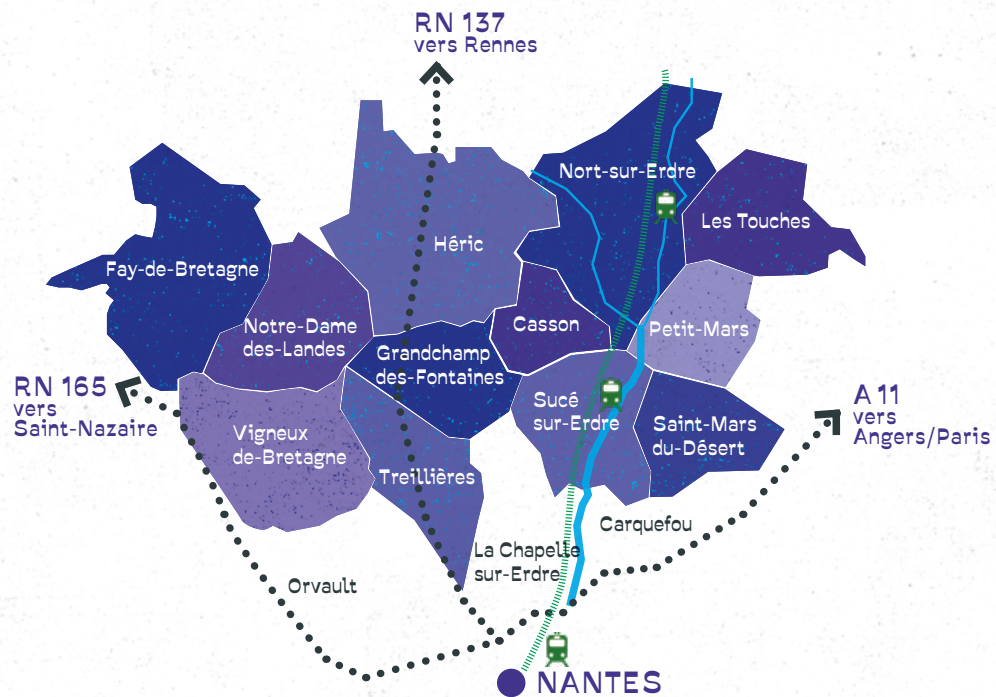 RN 137
vers Rennes
Nort-sur-Erdre
Les Touches
Héric
Fay-de-Bretagne
Notre-Dame
des-Landes
Casson
Petit-Mars
Grandchamp
des-Fontaines
RN 165
vers
Saint-Nazaire
A 11
vers
Angers/Paris
Sucé
sur-Erdre
Saint-Mars
du-Désert
Vigneux
de-Bretagne
Treillières
Carquefou
La Chapelle
sur-Erdre
Orvault
NANTES